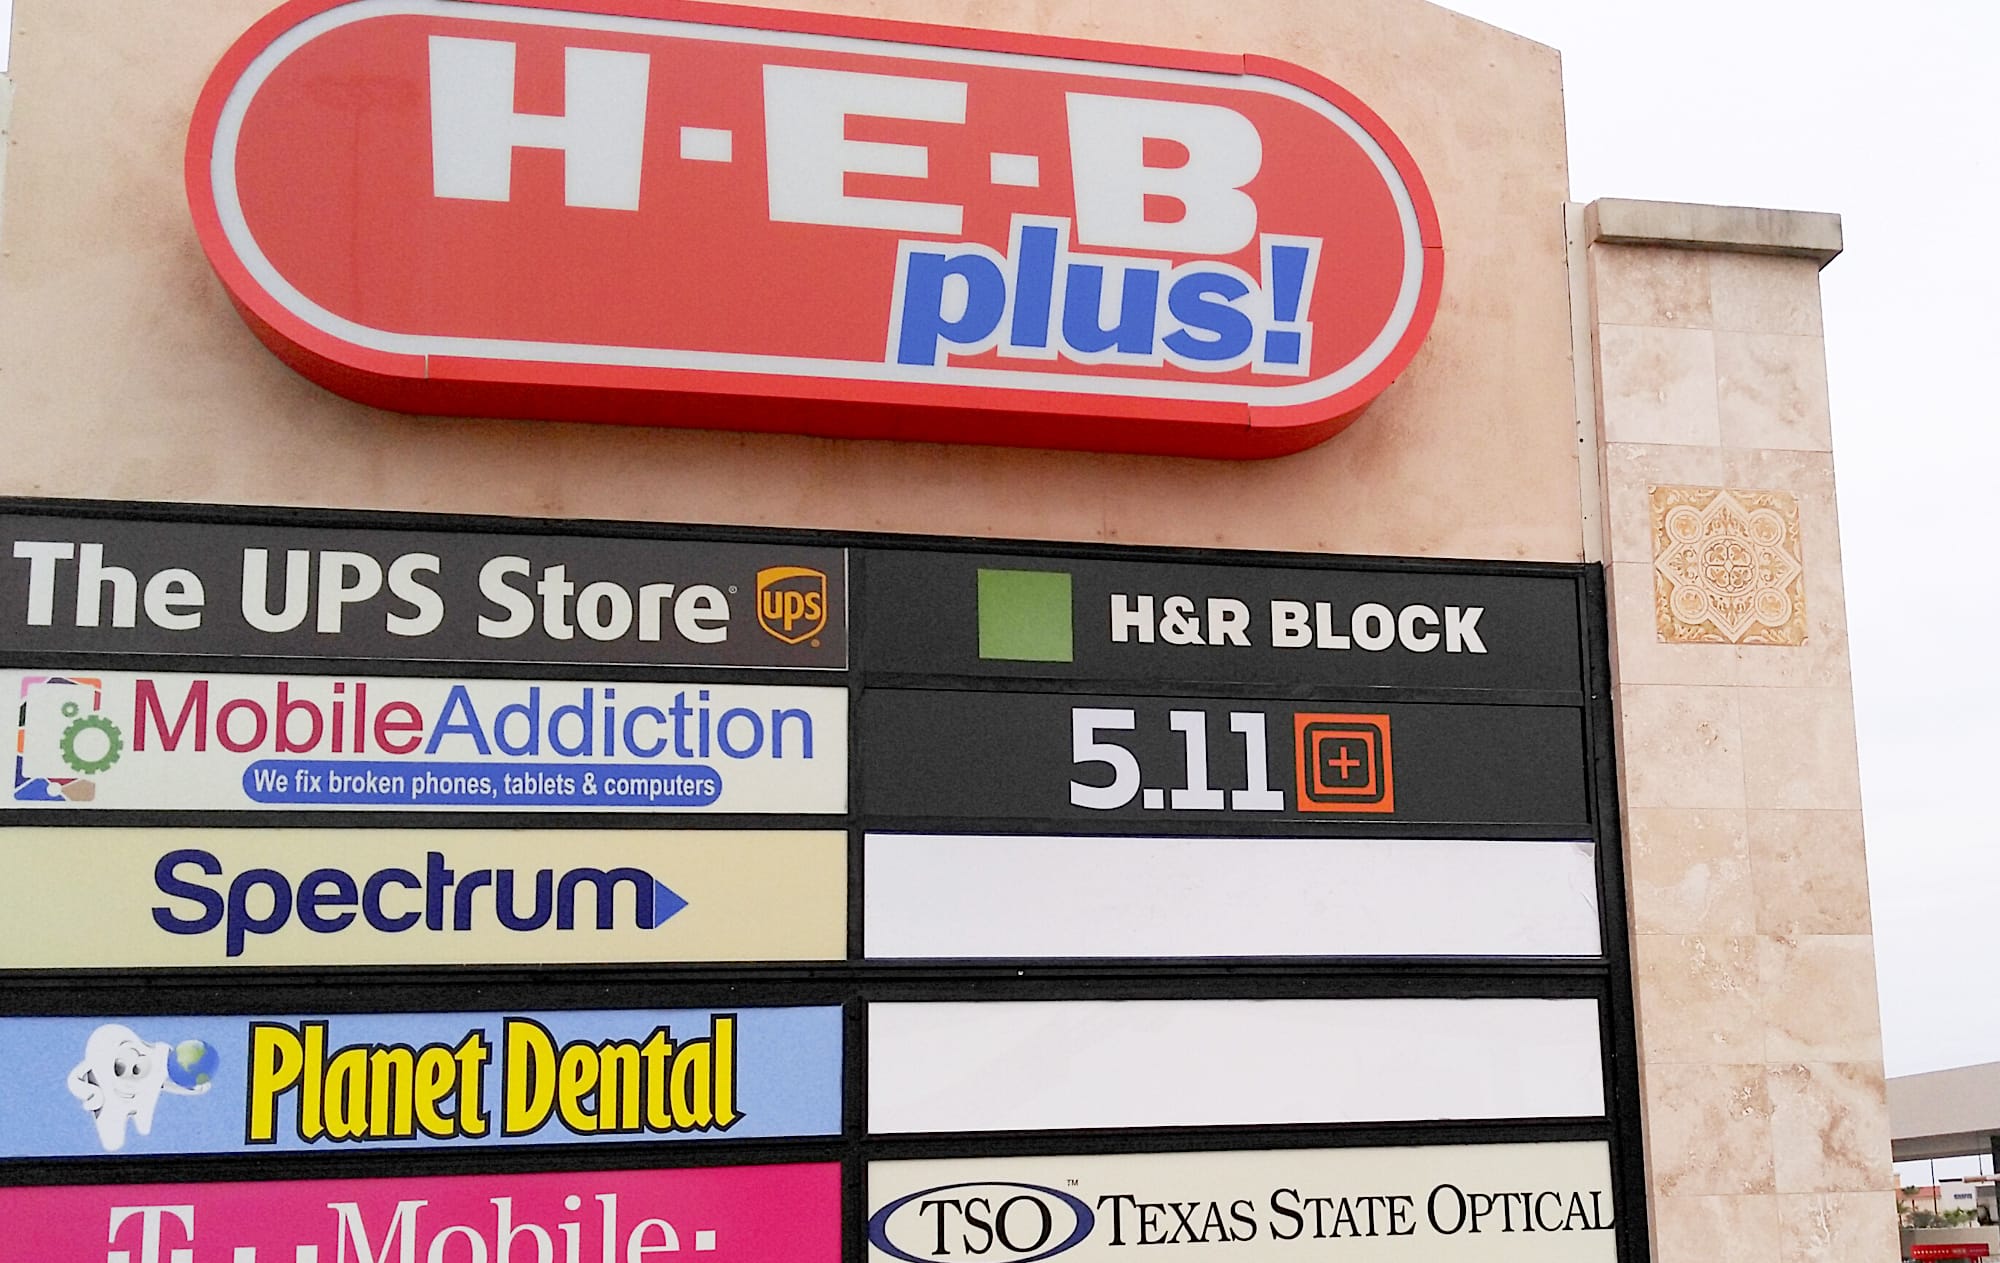 H-E-B
plus!
The UPS Store
ups
H&R BLOCK
MobileAddiction
We fix broken phones, tablets & computers
5.11
Spectrum
Planet Dental
T··Mobile·
TSO™ TEXAS STATE OPTICAL